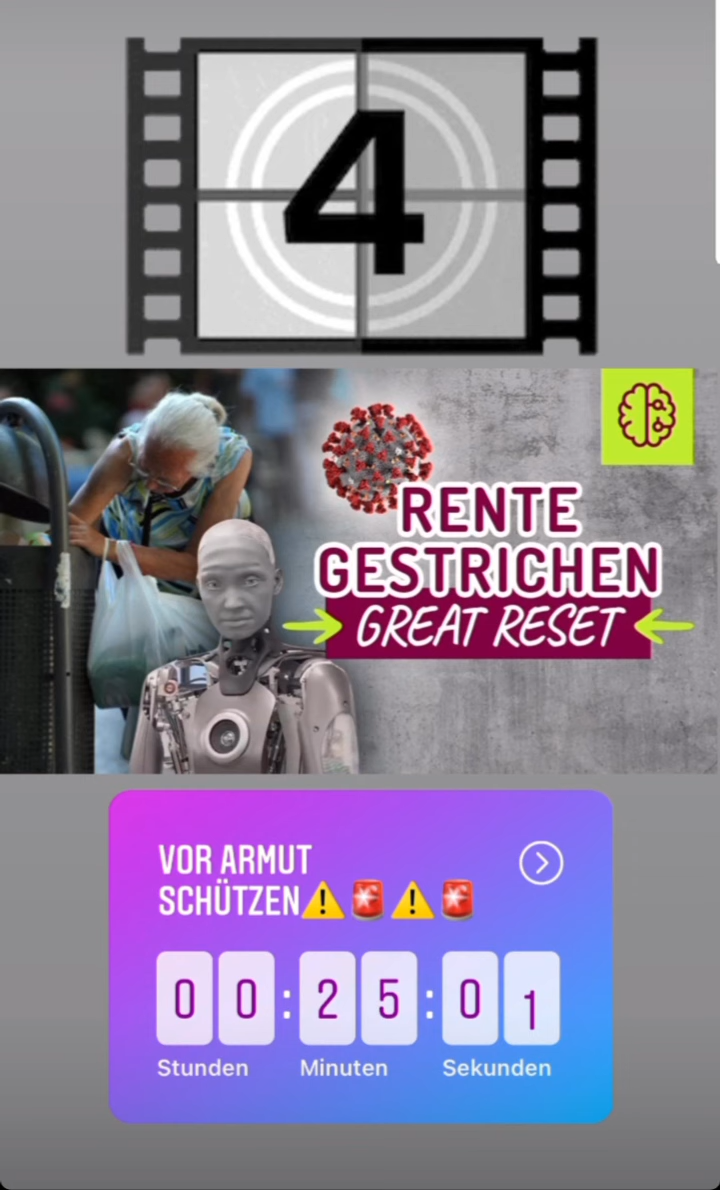 4
RENTE
GESTRICHEN
GREAT RESET
VOR ARMUT
SCHÜTZEN⚠️🚨⚠️🚨
00:25:01
Stunden Minuten Sekunden